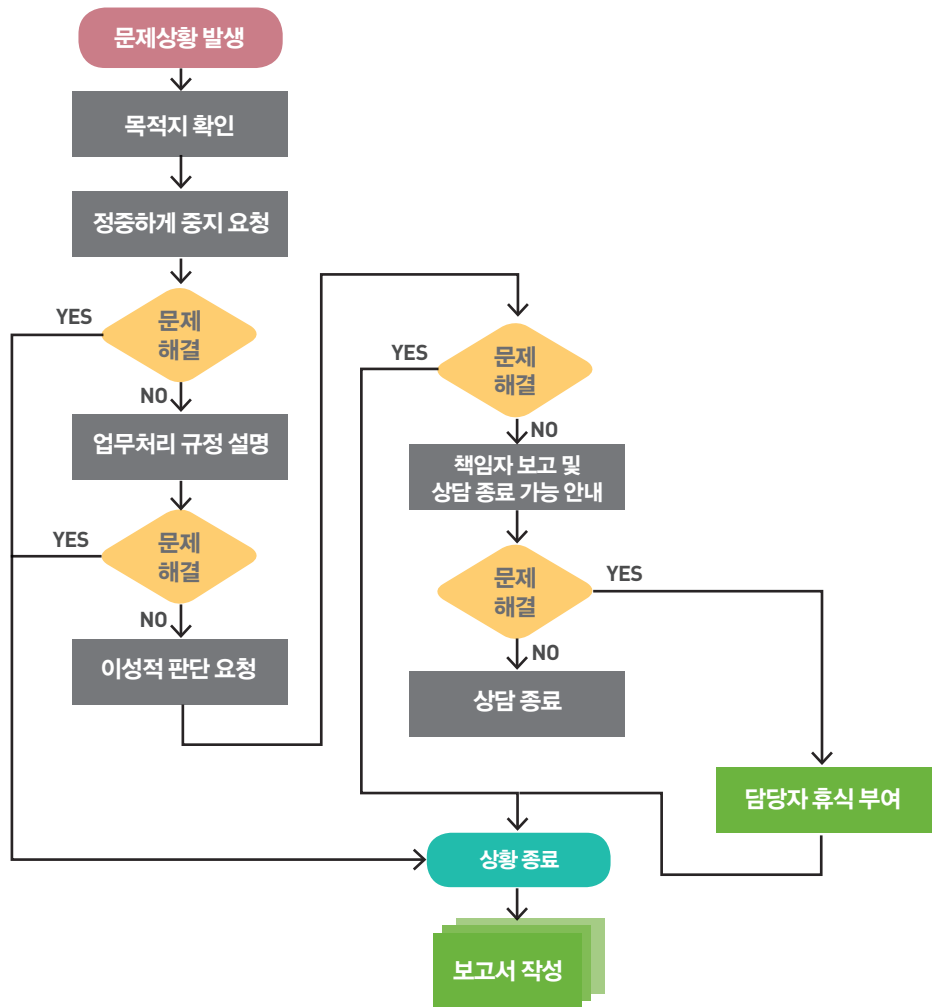 문제상황 발생
목적지 확인
정중하게 중지 요청
YES
문제
해결
NO
업무처리 규정 설명
YES
문제
해결
NO
이성적 판단 요청
YES
문제
해결
NO
책임자 보고 및
상담 종료 가능 안내
문제
해결
YES
NO
상담 종료
담당자 휴식 부여
상황 종료
보고서 작성